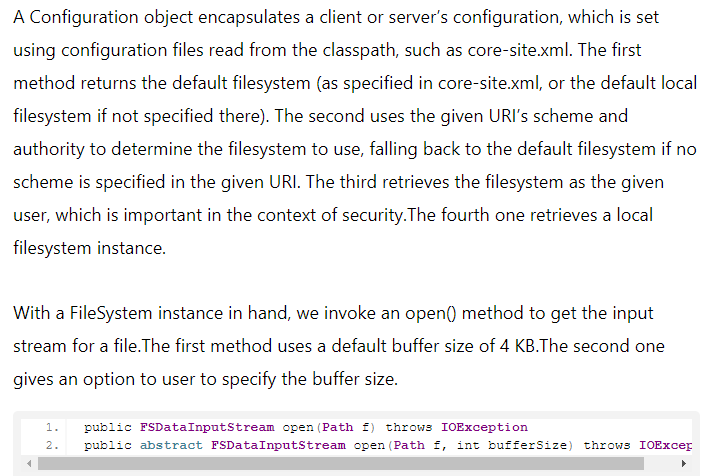 A Configuration object encapsulates a client or server's configuration, which is set
using configuration files read from the classpath, such as core-site.xml. The first
method returns the default filesystem (as specified in core-site.xml, or the default local
filesystem if not specified there). The second uses the given URI's scheme and
authority to determine the filesystem to use, falling back to the default filesystem if no
scheme is specified in the given URI. The third retrieves the filesystem as the given
user, which is important in the context of security.The fourth one retrieves a local
filesystem instance.
With a FileSystem instance in hand, we invoke an open() method to get the input
stream for a file.The first method uses a default buffer size of 4 KB.The second one
gives an option to user to specify the buffer size.
1. public FSDataInputStream open(Path f) throws IOException
2. public abstract FSDataInputStream open(Path f, int bufferSize) throws IOExcep